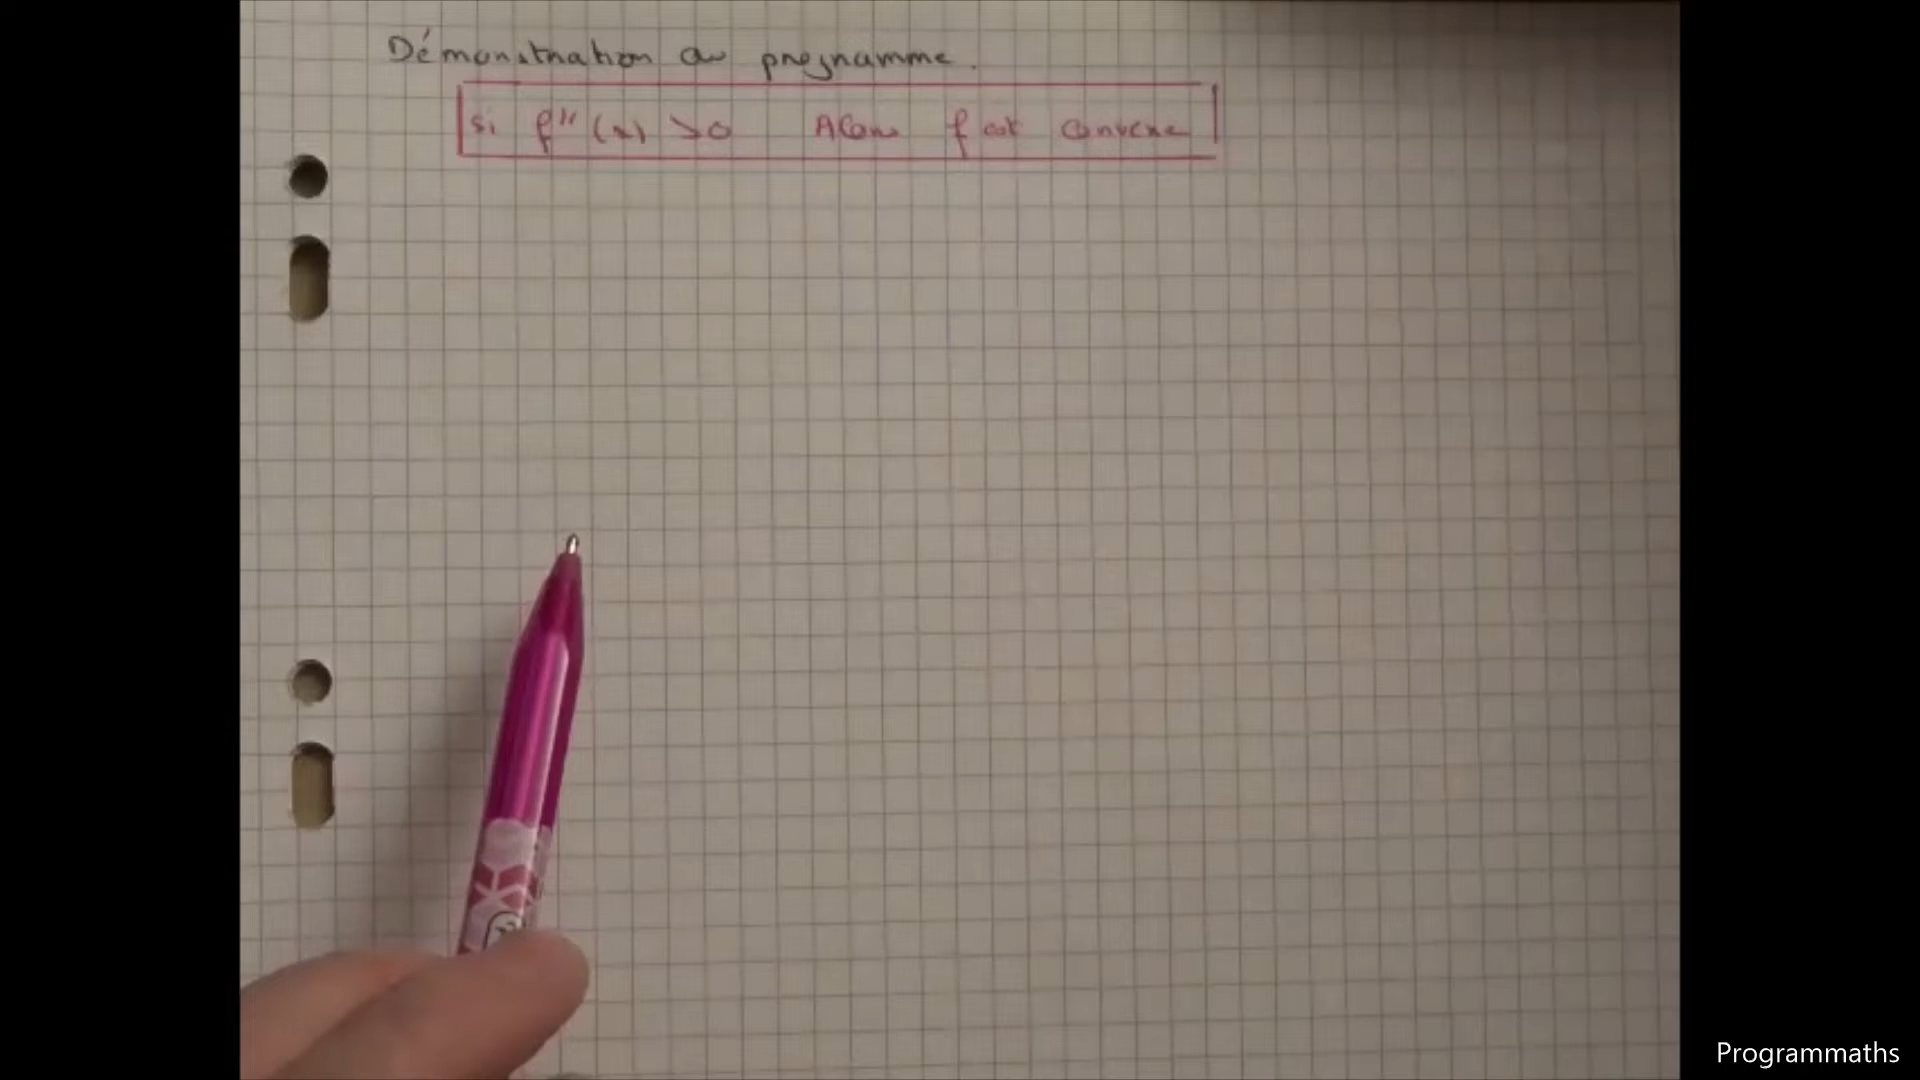 Démonstration au programme.
Si f''(x) > 0 Alors f est convexe
Programmaths